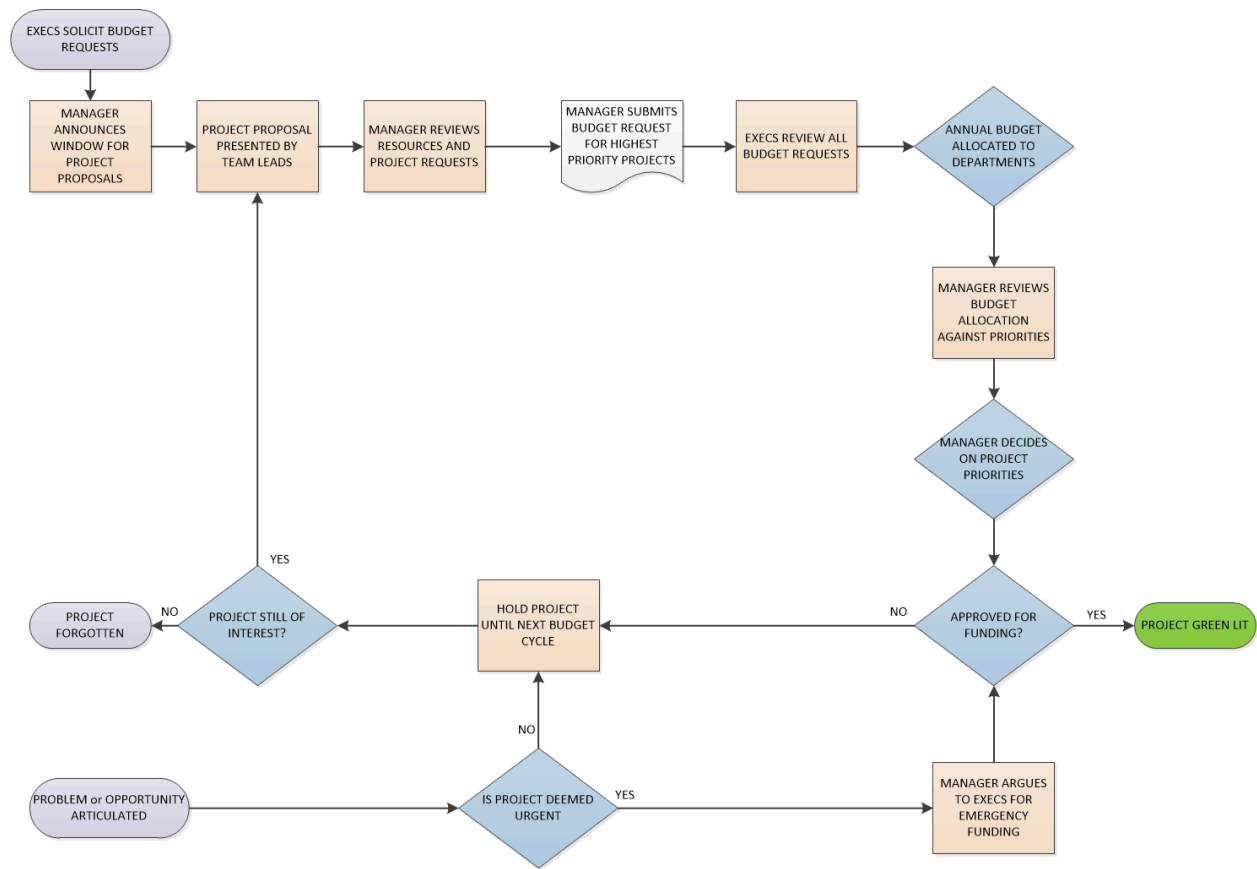 EXECS SOLICIT BUDGET
REQUESTS
MANAGER
ANNOUNCES
WINDOW FOR
PROJECT
PROPOSALS
PROJECT PROPOSAL
PRESENTED BY
TEAM LEADS
MANAGER REVIEWS
RESOURCES AND
PROJECT REQUESTS
MANAGER SUBMITS
BUDGET REQUEST
FOR HIGHEST
PRIORITY PROJECTS
EXECS REVIEW ALL
BUDGET REQUESTS
ANNUAL BUDGET
ALLOCATED TO
DEPARTMENTS
MANAGER REVIEWS
BUDGET
ALLOCATION
AGAINST PRIORITIES
MANAGER DECIDES
ON PROJECT
PRIORITIES
APPROVED FOR
FUNDING?
YES
PROJECT GREEN LIT
NO
HOLD PROJECT
UNTIL NEXT BUDGET
CYCLE
PROJECT STILL OF
INTEREST?
YES
NO
PROJECT
FORGOTTEN
PROBLEM or OPPORTUNITY
ARTICULATED
IS PROJECT DEEMED
URGENT
NO
YES
MANAGER ARGUES
TO EXECS FOR
EMERGENCY
FUNDING